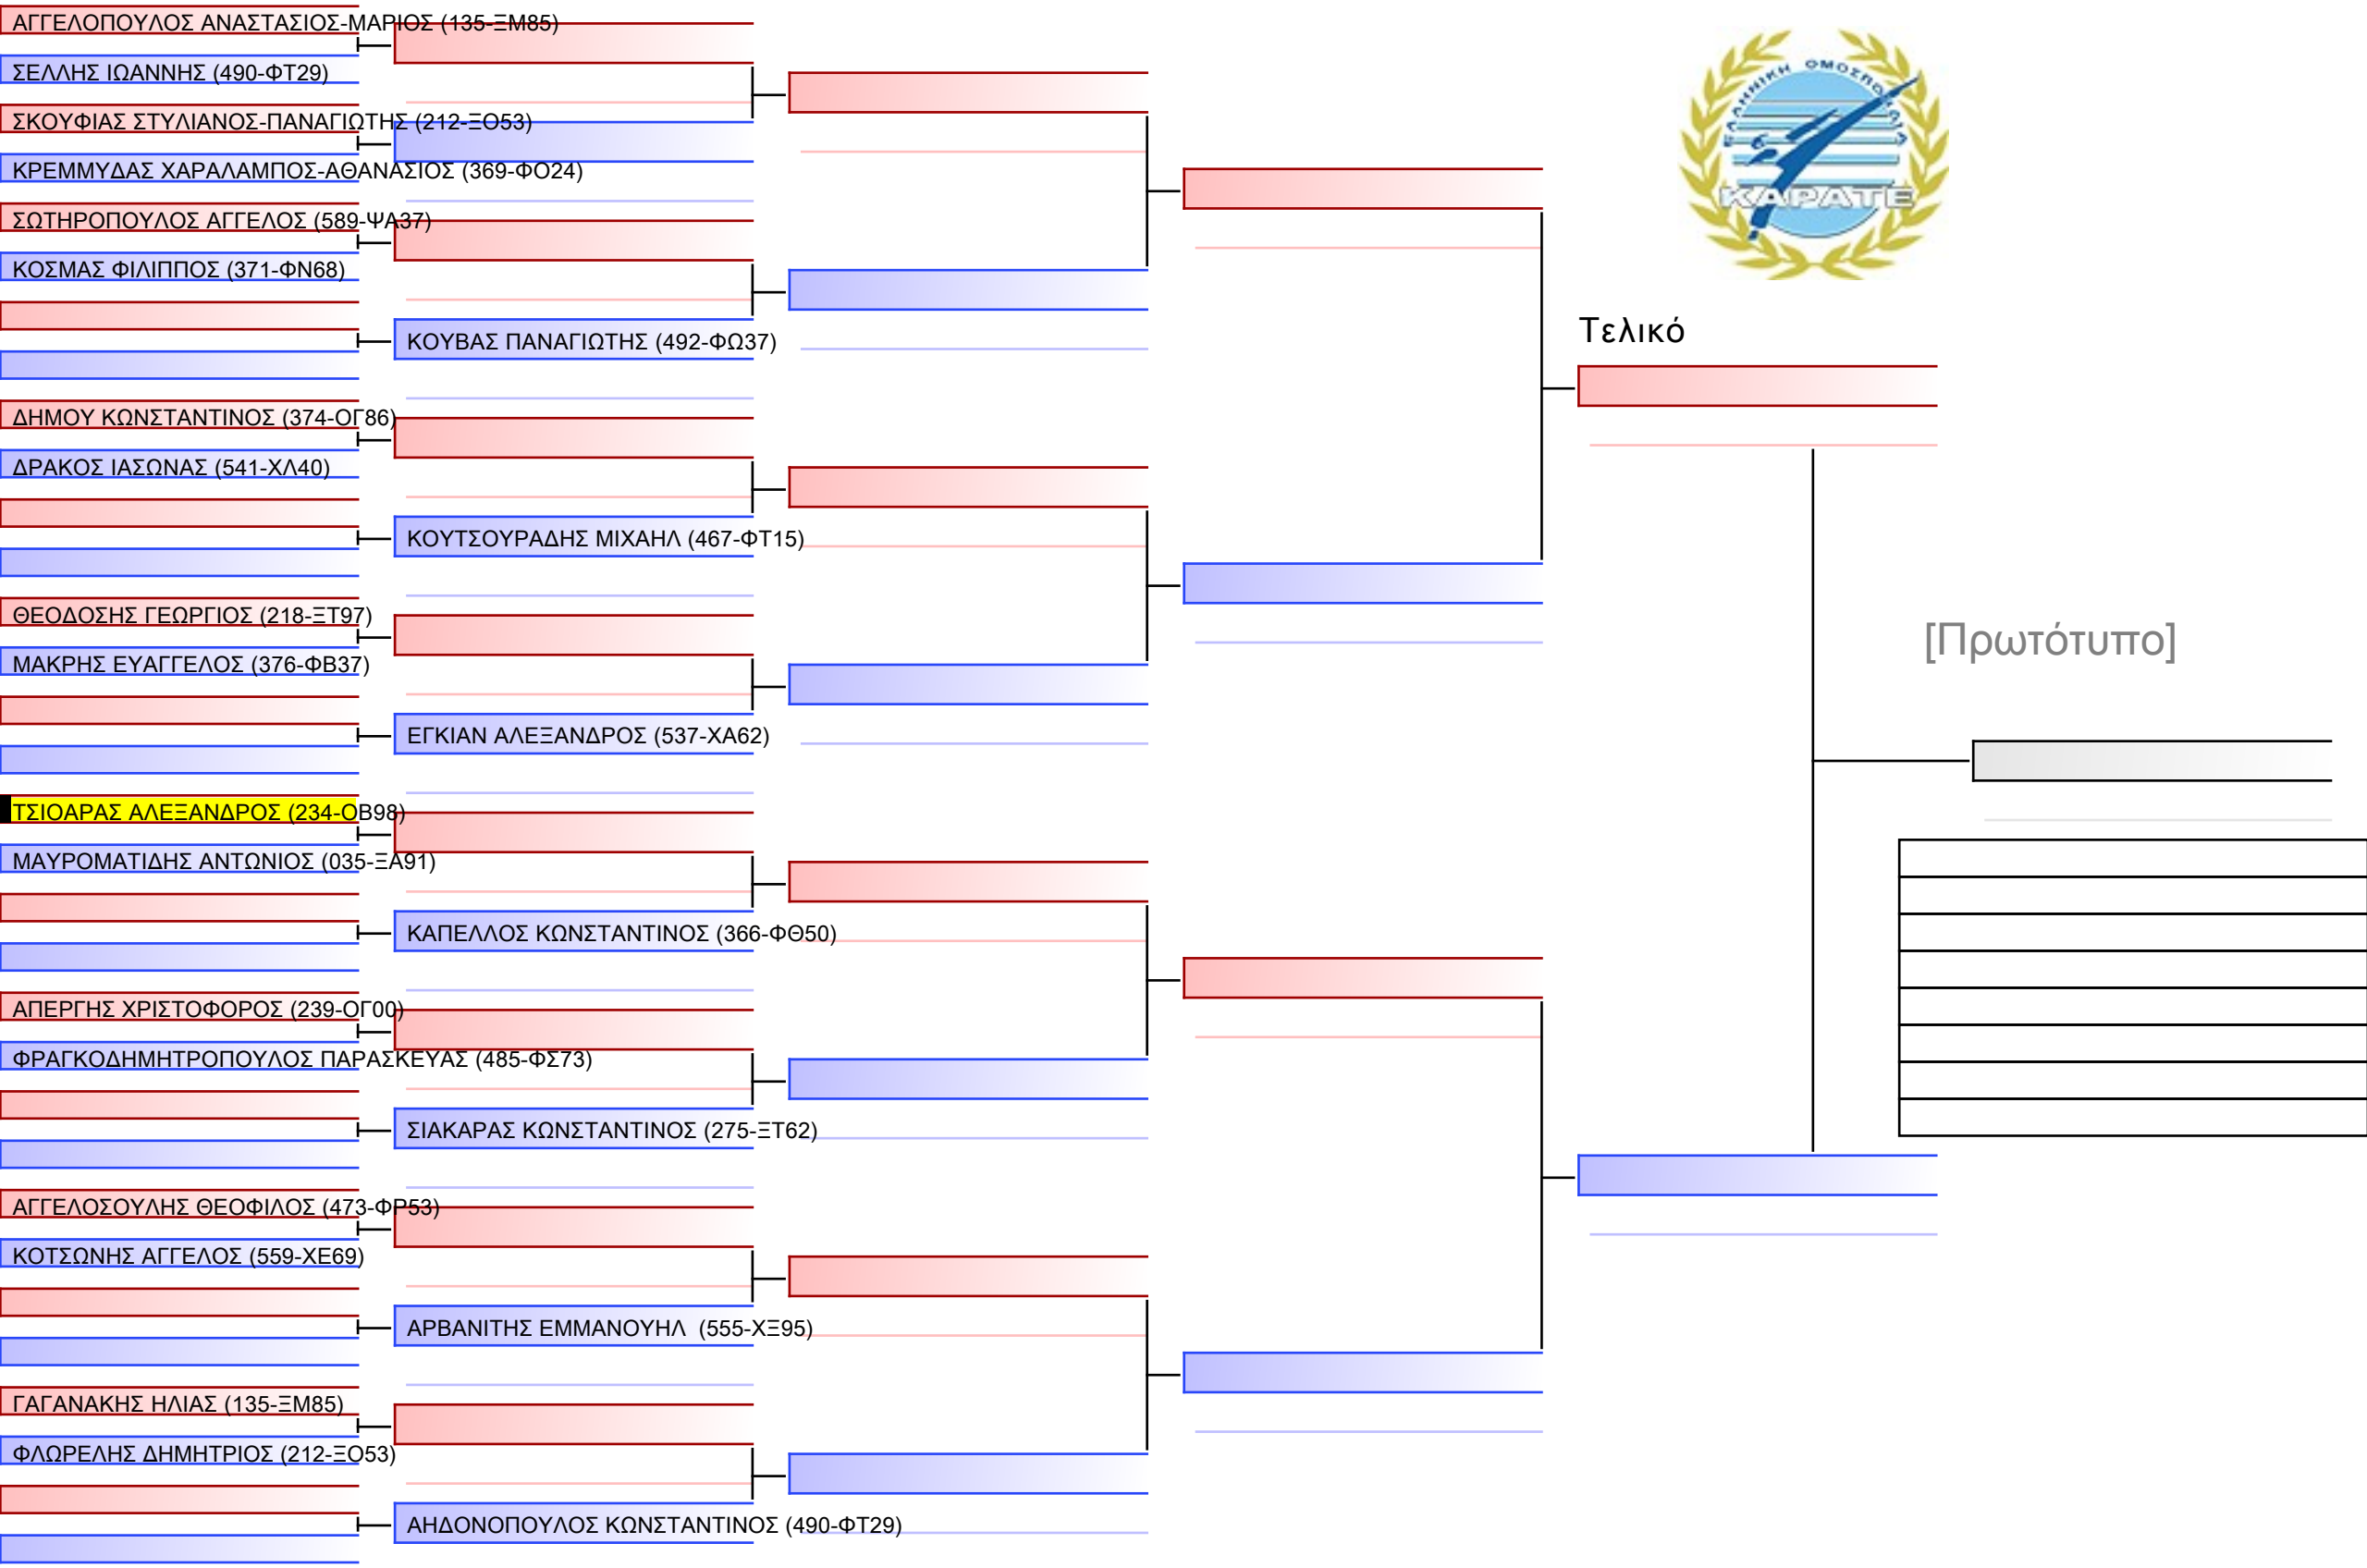 ΑΓΓΕΛΟΠΟΥΛΟΣ ΑΝΑΣΤΑΣΙΟΣ-ΜΑΡΙΟΣ (135-ΞΜ85)
ΣΕΛΛΗΣ ΙΩΑΝΝΗΣ (490-ΦΤ29)
ΣΚΟΥΦΙΑΣ ΣΤΥΛΙΑΝΟΣ-ΠΑΝΑΓΙΩΤΗΣ (212-ΞΟ53)
ΚΡΕΜΜΥΔΑΣ ΧΑΡΑΛΑΜΠΟΣ-ΑΘΑΝΑΣΙΟΣ (369-ΦΟ24)
ΣΩΤΗΡΟΠΟΥΛΟΣ ΑΓΓΕΛΟΣ (589-ΨΑ37)
ΚΟΣΜΑΣ ΦΙΛΙΠΠΟΣ (371-ΦΝ68)
ΔΗΜΟΥ ΚΩΝΣΤΑΝΤΙΝΟΣ (374-ΟΓ86)
ΔΡΑΚΟΣ ΙΑΣΩΝΑΣ (541-ΧΛ40)
ΘΕΟΔΟΣΗΣ ΓΕΩΡΓΙΟΣ (218-ΞΤ97)
ΜΑΚΡΗΣ ΕΥΑΓΓΕΛΟΣ (376-ΦΒ37)
ΤΣΙΟΑΡΑΣ ΑΛΕΞΑΝΔΡΟΣ (234-ΟΒ98)
ΜΑΥΡΟΜΑΤΙΔΗΣ ΑΝΤΩΝΙΟΣ (035-ΞΑ91)
ΑΠΕΡΓΗΣ ΧΡΙΣΤΟΦΟΡΟΣ (239-ΟΓ00)
ΦΡΑΓΚΟΔΗΜΗΤΡΟΠΟΥΛΟΣ ΠΑΡΑΣΚΕΥΑΣ (485-ΦΣ73)
ΑΓΓΕΛΟΣΟΥΛΗΣ ΘΕΟΦΙΛΟΣ (473-ΦΡ53)
ΚΟΤΣΩΝΗΣ ΑΓΓΕΛΟΣ (559-ΧΕ69)
ΓΑΓΑΝΑΚΗΣ ΗΛΙΑΣ (135-ΞΜ85)
ΦΛΩΡΕΛΗΣ ΔΗΜΗΤΡΙΟΣ (212-ΞΟ53)
ΚΟΥΒΑΣ ΠΑΝΑΓΙΩΤΗΣ (492-ΦΩ37)
ΚΟΥΤΣΟΥΡΑΔΗΣ ΜΙΧΑΗΛ (467-ΦΤ15)
ΕΓΚΙΑΝ ΑΛΕΞΑΝΔΡΟΣ (537-ΧΑ62)
ΚΑΠΕΛΛΟΣ ΚΩΝΣΤΑΝΤΙΝΟΣ (366-ΦΘ50)
ΣΙΑΚΑΡΑΣ ΚΩΝΣΤΑΝΤΙΝΟΣ (275-ΞΤ62)
ΑΡΒΑΝΙΤΗΣ ΕΜΜΑΝΟΥΗΛ (555-ΧΞ95)
ΑΗΔΟΝΟΠΟΥΛΟΣ ΚΩΝΣΤΑΝΤΙΝΟΣ (490-ΦΤ29)
ΕΛΛΗΝΙΚΗ ΟΜΟΣΠΟΝΔΙΑ
ΚΑΡΑΤΕ
Τελικό
[Πρωτότυπο]